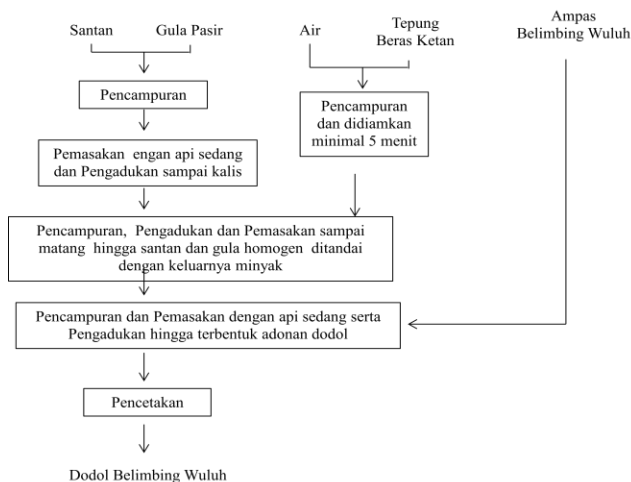 Santan
Gula Pasir
Air
Tepung
Beras Ketan
Ampas
Belimbing Wuluh
Pencampuran
Pencampuran
dan didiamkan
minimal 5 menit
Pemasakan engan api sedang
dan Pengadukan sampai kalis
Pencampuran, Pengadukan dan Pemasakan sampai
matang hingga santan dan gula homogen ditandai
dengan keluarnya minyak
Pencampuran dan Pemasakan dengan api sedang serta
Pengadukan hingga terbentuk adonan dodol
Pencetakan
Dodol Belimbing Wuluh